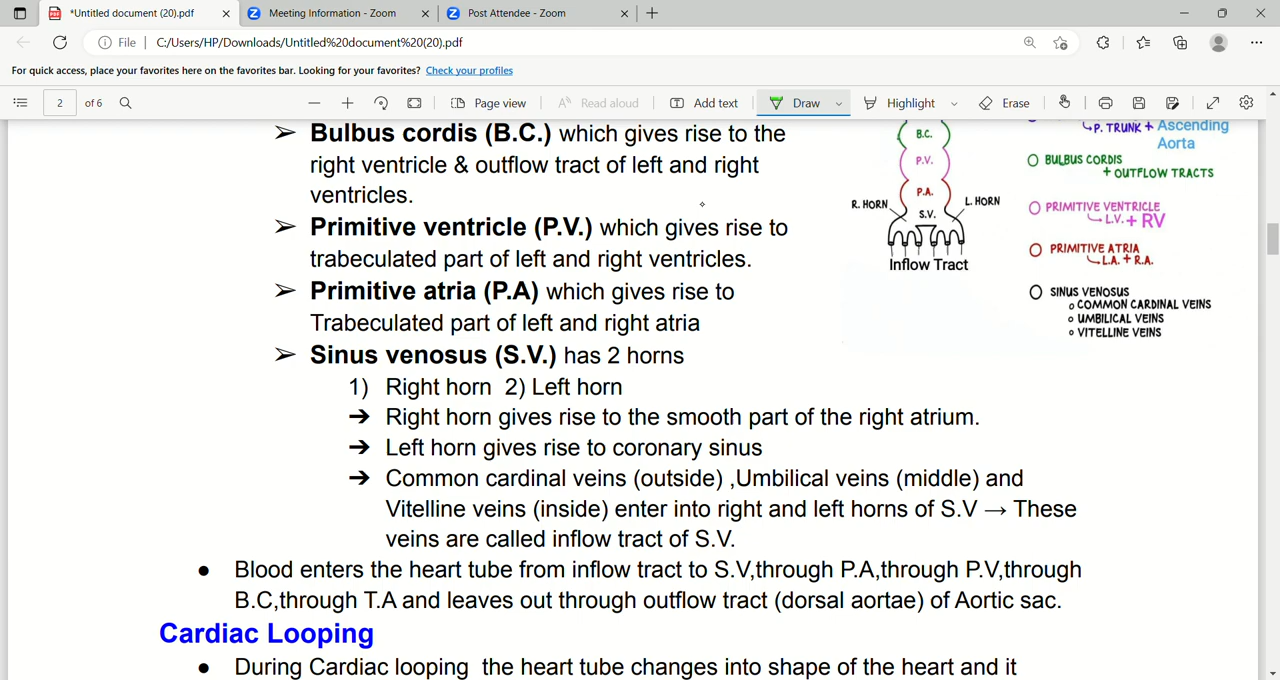 *Untitled document (20).pdf
Meeting Information - Zoom
Post Attendee - Zoom
File
C:/Users/HP/Downloads/Untitled%20document%20(20).pdf
For quick access, place your favorites here on the favorites bar. Looking for your favorites? Check your profiles
2 of 6
Page view
Read aloud
Add text
Draw
Highlight
Erase
➢ Bulbus cordis (B.C.) which gives rise to the
right ventricle & outflow tract of left and right
ventricles.
➢ Primitive ventricle (P.V.) which gives rise to
trabeculated part of left and right ventricles.
➢ Primitive atria (P.A) which gives rise to
Trabeculated part of left and right atria
➢ Sinus venosus (S.V.) has 2 horns
1) Right horn 2) Left horn
➔ Right horn gives rise to the smooth part of the right atrium.
➔ Left horn gives rise to coronary sinus
➔ Common cardinal veins (outside) ,Umbilical veins (middle) and
Vitelline veins (inside) enter into right and left horns of S.V → These
veins are called inflow tract of S.V.
● Blood enters the heart tube from inflow tract to S.V,through P.A,through P.V,through
B.C,through T.A and leaves out through outflow tract (dorsal aortae) of Aortic sac.
Cardiac Looping
● During Cardiac looping the heart tube changes into shape of the heart and it
B.C.
P.V.
P.A.
R. HORN
S.V.
L. HORN
Inflow Tract
P. TRUNK + Ascending
Aorta
BULBUS CORDIS
+ OUTFLOW TRACTS
PRIMITIVE VENTRICLE
L.V. + RV
PRIMITIVE ATRIA
L.A. + R.A.
SINUS VENOSUS
COMMON CARDINAL VEINS
UMBILICAL VEINS
VITELLINE VEINS